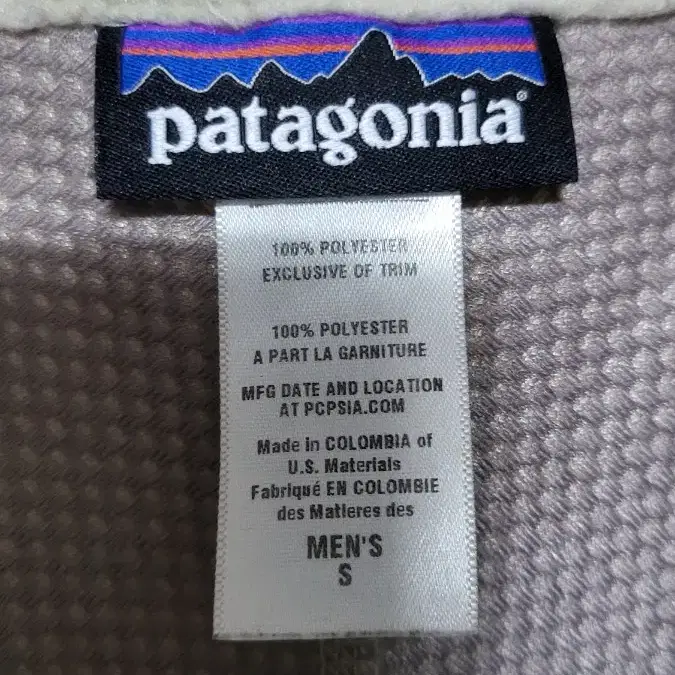 patagonia®
100% POLYESTER
EXCLUSIVE OF TRIM
100% POLYESTER
A PART LA GARNITURE
MFG DATE AND LOCATION
AT PCPSIA.COM
Made in COLOMBIA of
U.S. Materials
Fabriqué EN COLOMBIE
des Matieres des
MEN'S
S